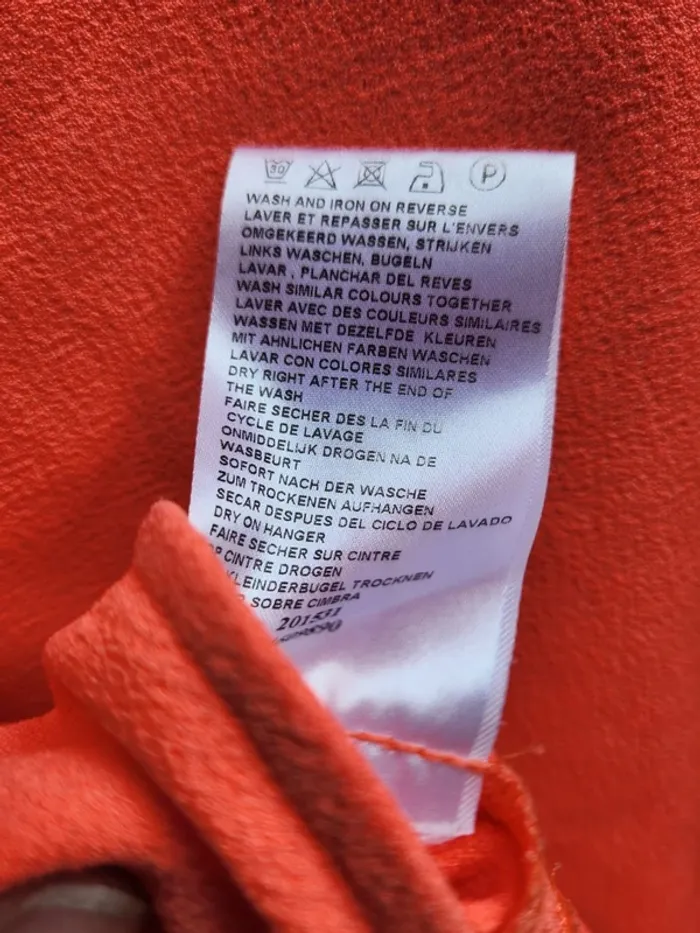 30 P
WASH AND IRON ON REVERSE
LAVER ET REPASSER SUR L'ENVERS
OMGEKEERD WASSEN, STRIJKEN
LINKS WASCHEN, BUGELN
LAVAR , PLANCHAR DEL REVES
WASH SIMILAR COLOURS TOGETHER
LAVER AVEC DES COULEURS SIMILAIRES
WASSEN MET DEZELFDE KLEUREN
MIT AHNLICHEN FARBEN WASCHEN
LAVAR CON COLORES SIMILARES
DRY RIGHT AFTER THE END OF
THE WASH
FAIRE SECHER DES LA FIN DU
CYCLE DE LAVAGE
ONMIDDELIJK DROGEN NA DE
WASBEURT
SOFORT NACH DER WASCHE
ZUM TROCKENEN AUFHANGEN
SECAR DESPUES DEL CICLO DE LAVADO
DRY ON HANGER
FAIRE SECHER SUR CINTRE
CINTRE DROGEN
KLEINDERBUGEL TROCKNEN
SOBRE CIMBRA
201531